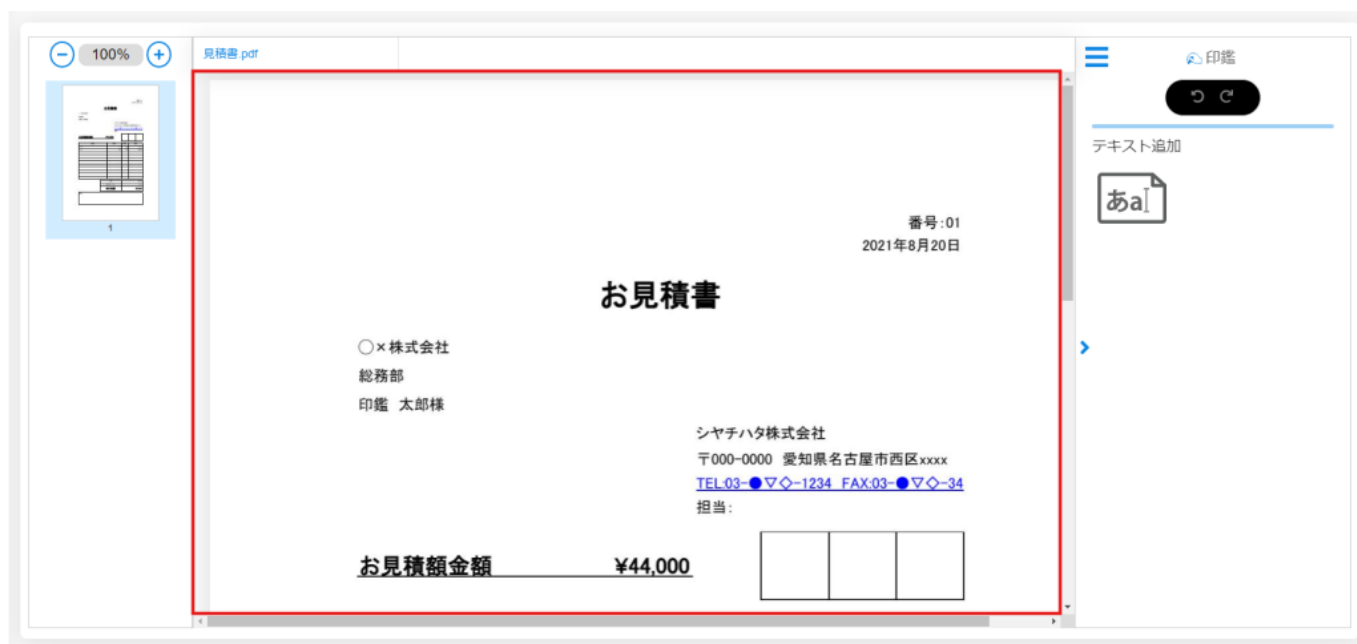 100%
見積書.pdf
印鑑
テキスト追加
あa
1
番号:01
2021年8月20日
お見積書
○×株式会社
総務部
印鑑 太郎様
シヤチハタ株式会社
〒000-0000 愛知県名古屋市西区xxxx
TEL:03-●▽◇-1234 FAX:03-●▽◇-34
担当:
お見積額金額 ¥44,000